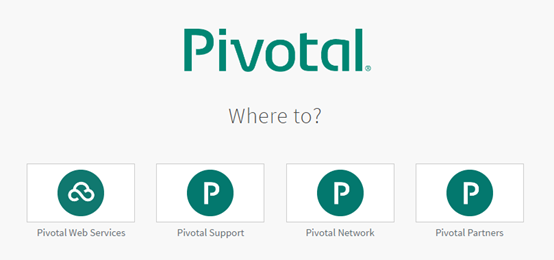 Pivotal®
Where to?
P P P
Pivotal Web Services Pivotal Support Pivotal Network Pivotal Partners